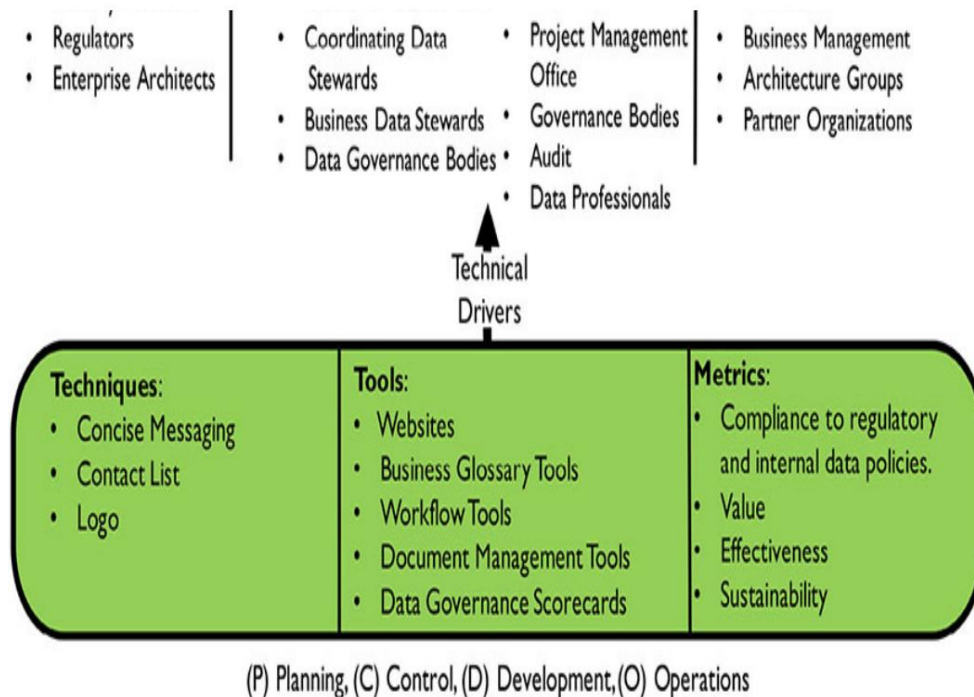 • Regulators
• Enterprise Architects
• Coordinating Data
Stewards
• Business Data Stewards
• Data Governance Bodies
• Project Management
Office
• Governance Bodies
• Audit
• Data Professionals
• Business Management
• Architecture Groups
• Partner Organizations
Technical
Drivers
Techniques:
• Concise Messaging
• Contact List
• Logo
Tools:
• Websites
• Business Glossary Tools
• Workflow Tools
• Document Management Tools
• Data Governance Scorecards
Metrics:
• Compliance to regulatory
and internal data policies.
• Value
• Effectiveness
• Sustainability
(P) Planning, (C) Control, (D) Development, (O) Operations